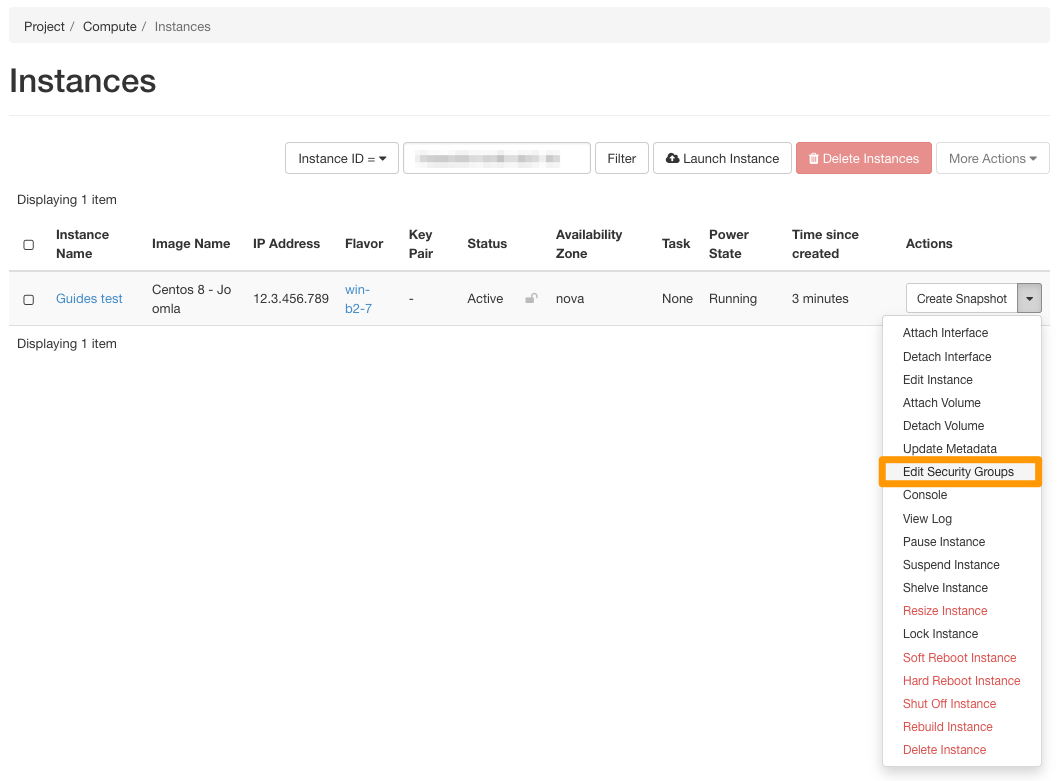 Project / Compute / Instances
Instances
Instance ID =
Filter
Launch Instance
Delete Instances
More Actions
Displaying 1 item
Instance Name
Image Name
IP Address
Flavor
Key Pair
Status
Availability Zone
Task
Power State
Time since created
Actions
Guides test
Centos 8 - Jo
omla
12.3.456.789
win-
b2-7
-
Active
nova
None
Running
3 minutes
Create Snapshot
Displaying 1 item
Attach Interface
Detach Interface
Edit Instance
Attach Volume
Detach Volume
Update Metadata
Edit Security Groups
Console
View Log
Pause Instance
Suspend Instance
Shelve Instance
Resize Instance
Lock Instance
Soft Reboot Instance
Hard Reboot Instance
Shut Off Instance
Rebuild Instance
Delete Instance